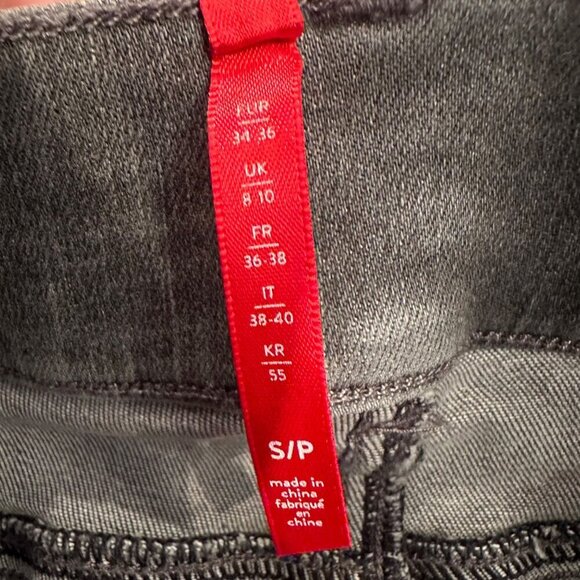 EUR
34-36
UK
8-10
FR
36-38
IT
38-40
KR
55
S/P
made in
china
fabriqué
en
chine